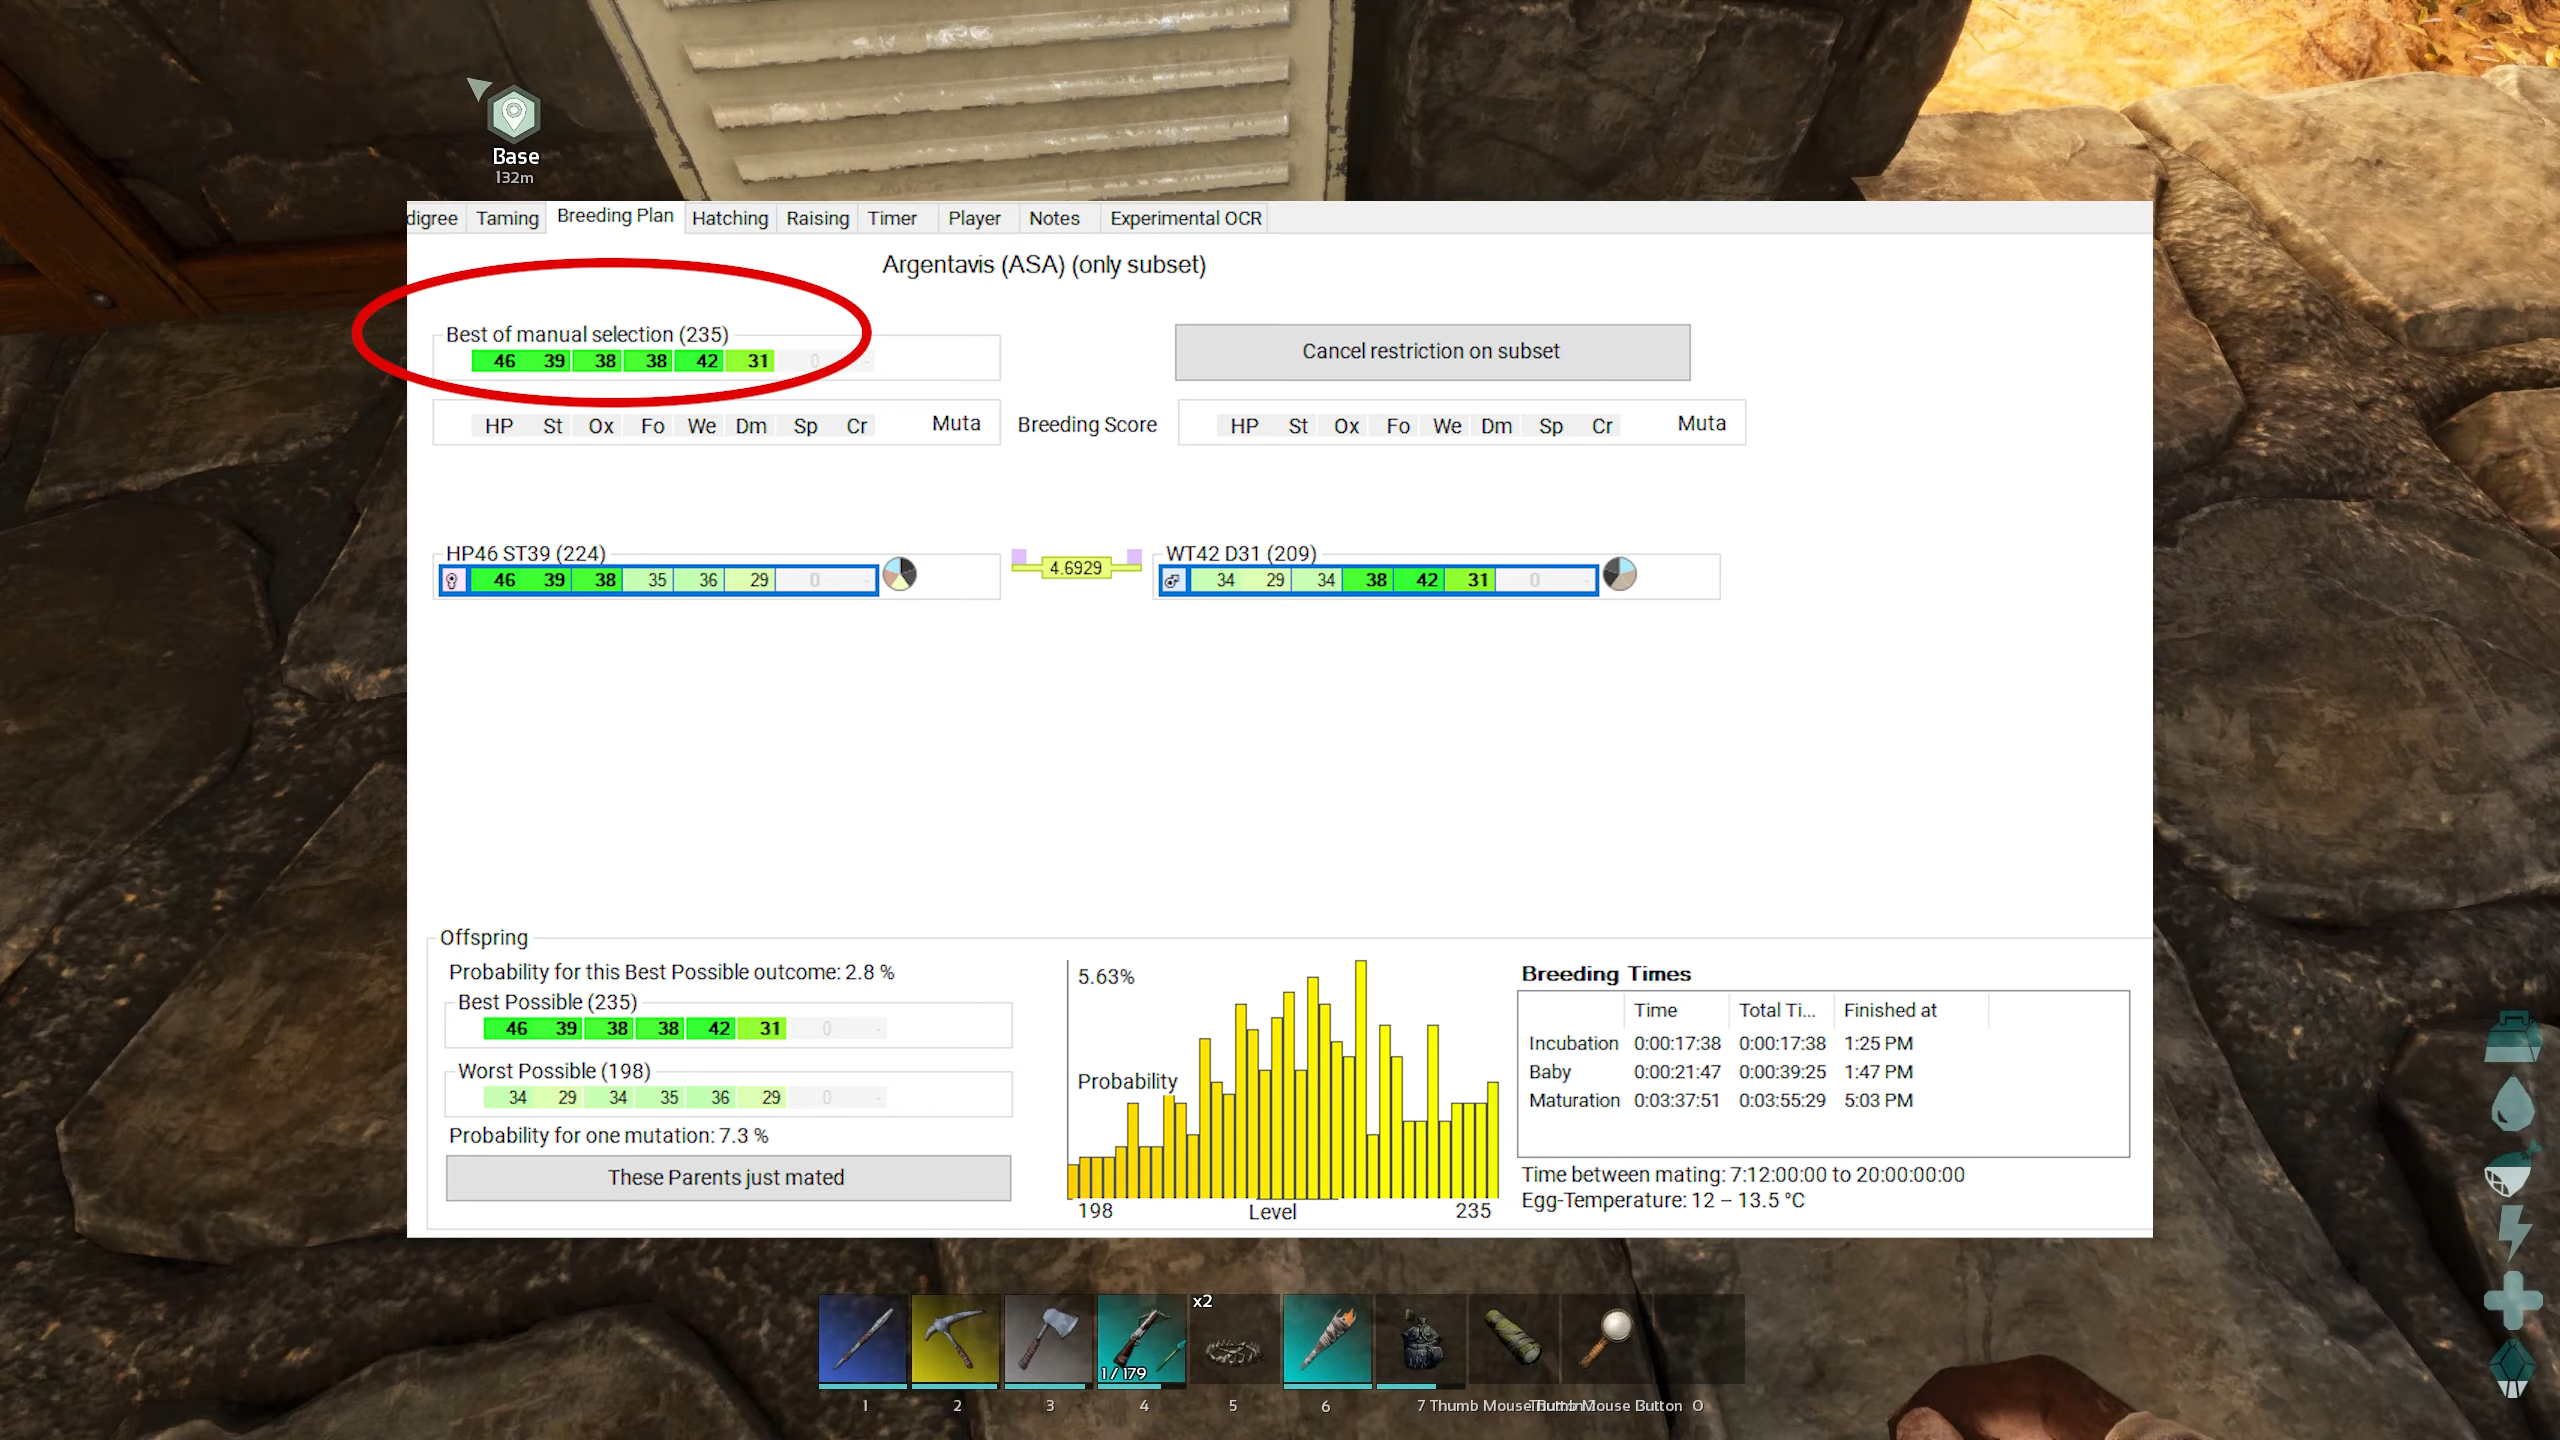 Base
132m
digree Taming Breeding Plan Hatching Raising Timer Player Notes Experimental OCR
Argentavis (ASA) (only subset)
Best of manual selection (235)
46 39 38 38 42 31 0 -
Cancel restriction on subset
HP St Ox Fo We Dm Sp Cr Muta Breeding Score HP St Ox Fo We Dm Sp Cr Muta
HP46 ST39 (224)
46 39 38 35 36 29 0 -
4.6929
WT42 D31 (209)
34 29 34 38 42 31 0 -
Offspring
Probability for this Best Possible outcome: 2.8 %
Best Possible (235)
46 39 38 38 42 31 0 -
Worst Possible (198)
34 29 34 35 36 29 0 -
Probability for one mutation: 7.3 %
These Parents just mated
5.63%
Probability
198 Level 235
Breeding Times
Time Total Ti... Finished at
Incubation 0:00:17:38 0:00:17:38 1:25 PM
Baby 0:00:21:47 0:00:39:25 1:47 PM
Maturation 0:03:37:51 0:03:55:29 5:03 PM
Time between mating: 7:12:00:00 to 20:00:00:00
Egg-Temperature: 12 – 13.5 °C
x2
1/179
1 2 3 4 5 6 7 Thumb Mouse Mouse Button 0